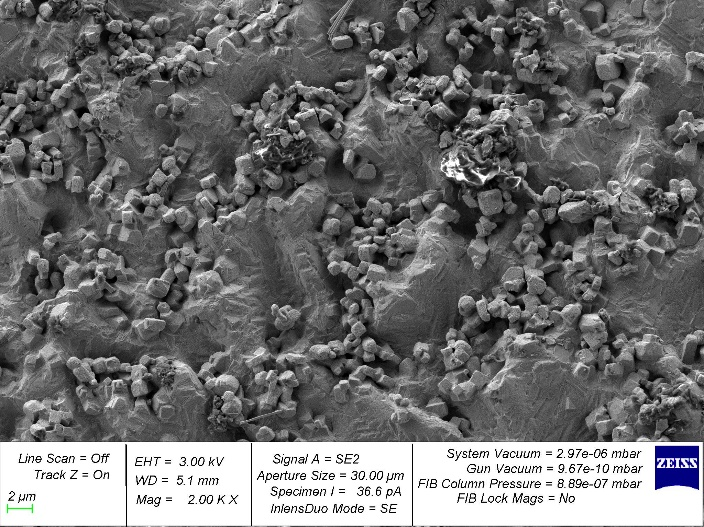 Line Scan = Off
Track Z = On
2 µm
EHT = 3.00 kV
WD = 5.1 mm
Mag = 2.00 K X
Signal A = SE2
Aperture Size = 30.00 µm
Specimen I = 36.6 pA
InlensDuo Mode = SE
System Vacuum = 2.97e-06 mbar
Gun Vacuum = 9.67e-10 mbar
FIB Column Pressure = 8.89e-07 mbar
FIB Lock Mags = No
ZEISS